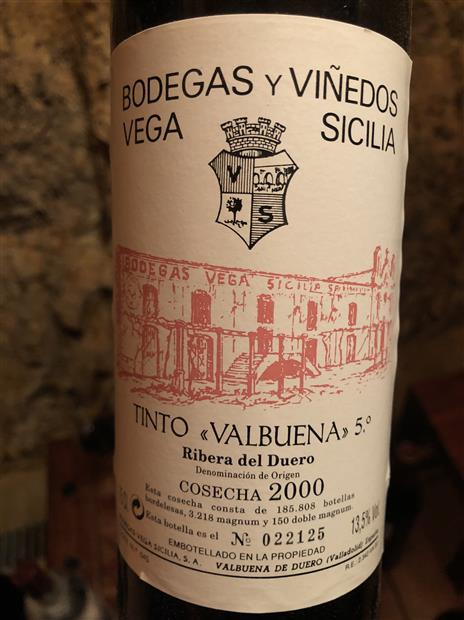 BODEGAS Y VIÑEDOS
VEGA SICILIA
V S
BODEGAS VEGA SICILIA
TINTO «VALBUENA» 5.º
Ribera del Duero
Denominación de Origen
COSECHA 2000
Esta cosecha consta de 185.808 botellas
bordelesas, 3.218 magnum y 150 doble magnum.
Esta botella es el Nº 022125
13,5% Vol.
EMBOTELLADO EN LA PROPIEDAD
VEGA SICILIA, S. A. VALBUENA DE DUERO (Valladolid)
R.E.